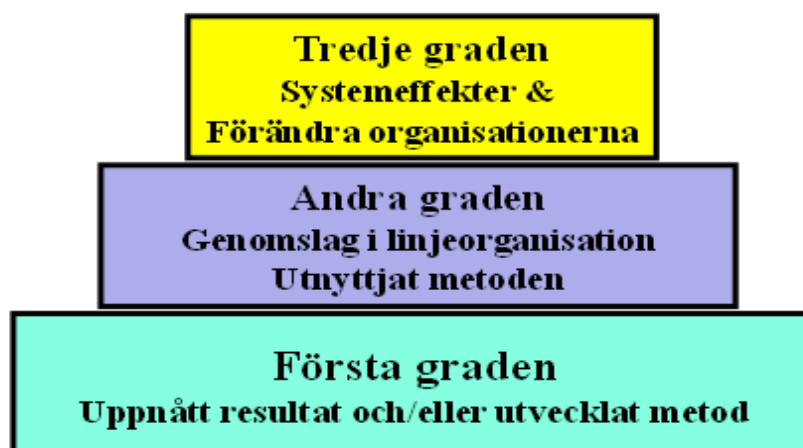 Tredje graden
Systemeffekter &
Förändra organisationerna
Andra graden
Genomslag i linjeorganisation
Utnyttjat metoden
Första graden
Uppnått resultat och/eller utvecklat metod